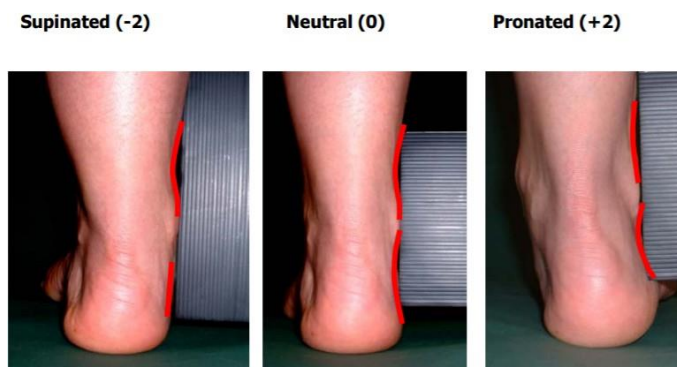 Supinated (-2) Neutral (0) Pronated (+2)